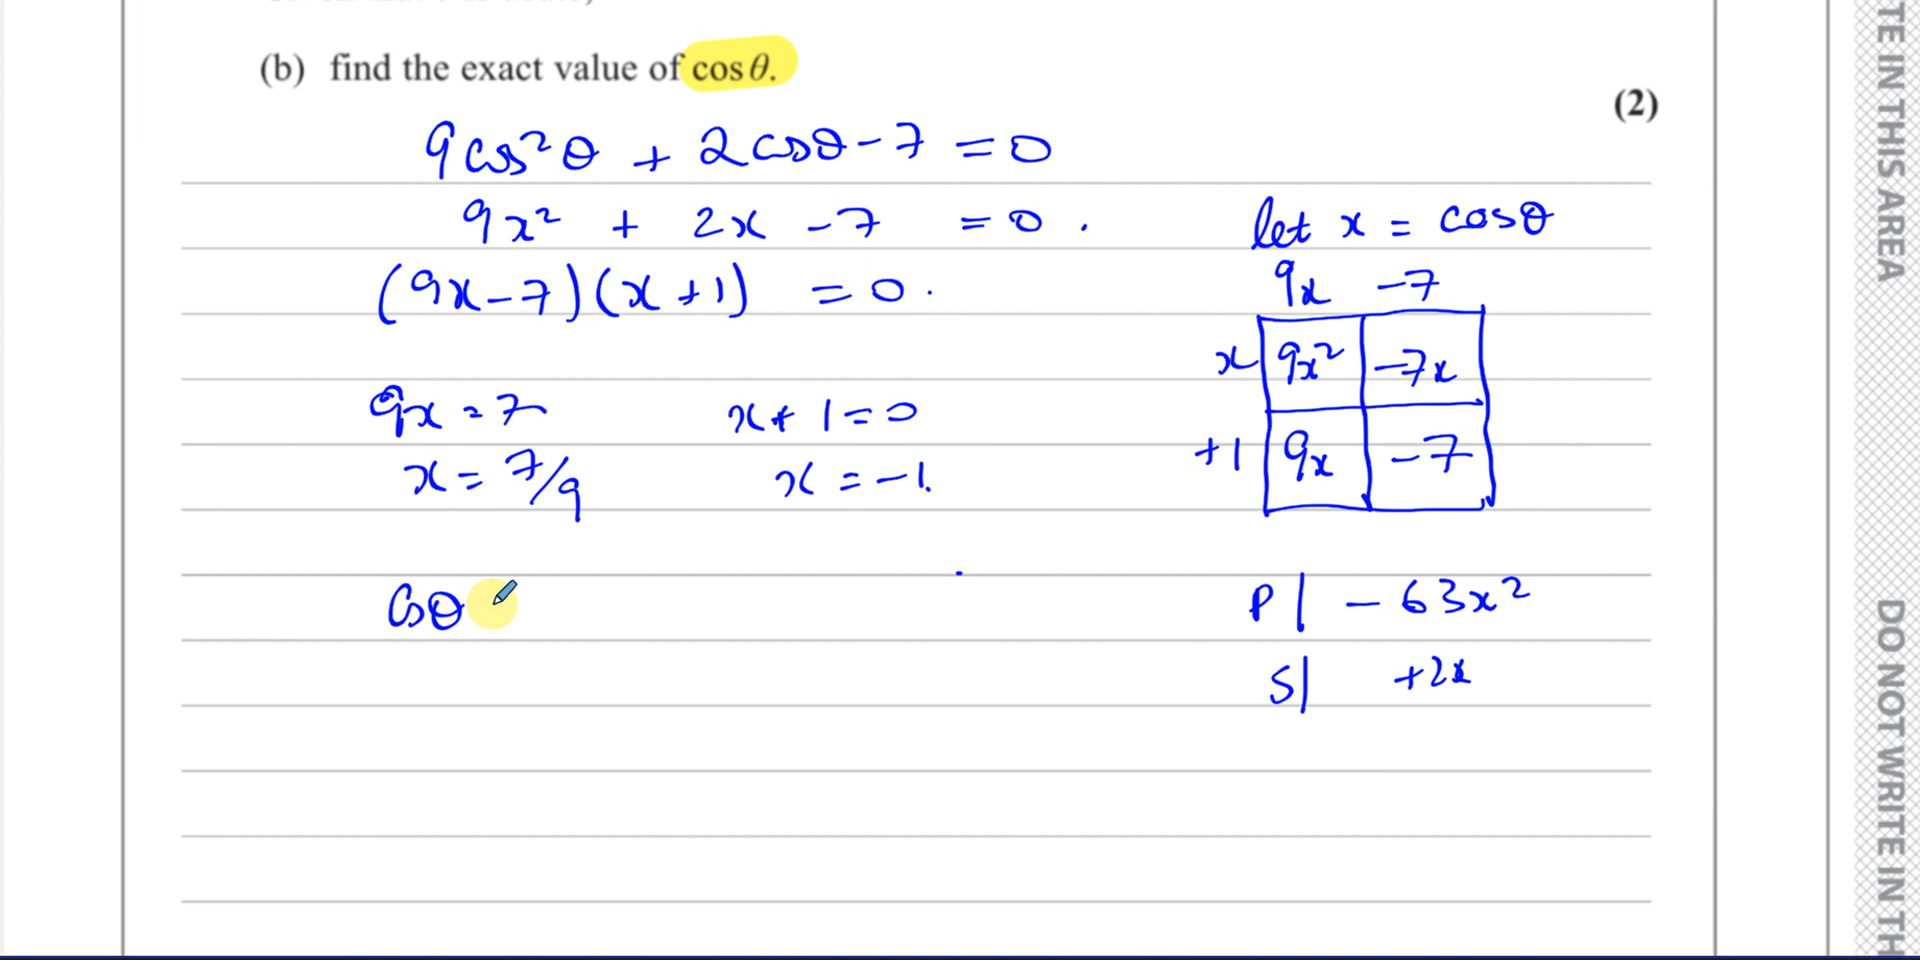 (b) find the exact value of cos θ.
(2)
9cos²θ + 2cosθ - 7 = 0
9x² + 2x - 7 = 0.
let x = cosθ
(9x - 7)(x + 1) = 0.
9x -7
x 9x² -7x
+1 9x -7
9x = 7
x + 1 = 0
x = 7/9
x = -1.
cosθ
P| - 63x²
S| +2x
TE IN THIS AREA
DO NOT WRITE IN TH